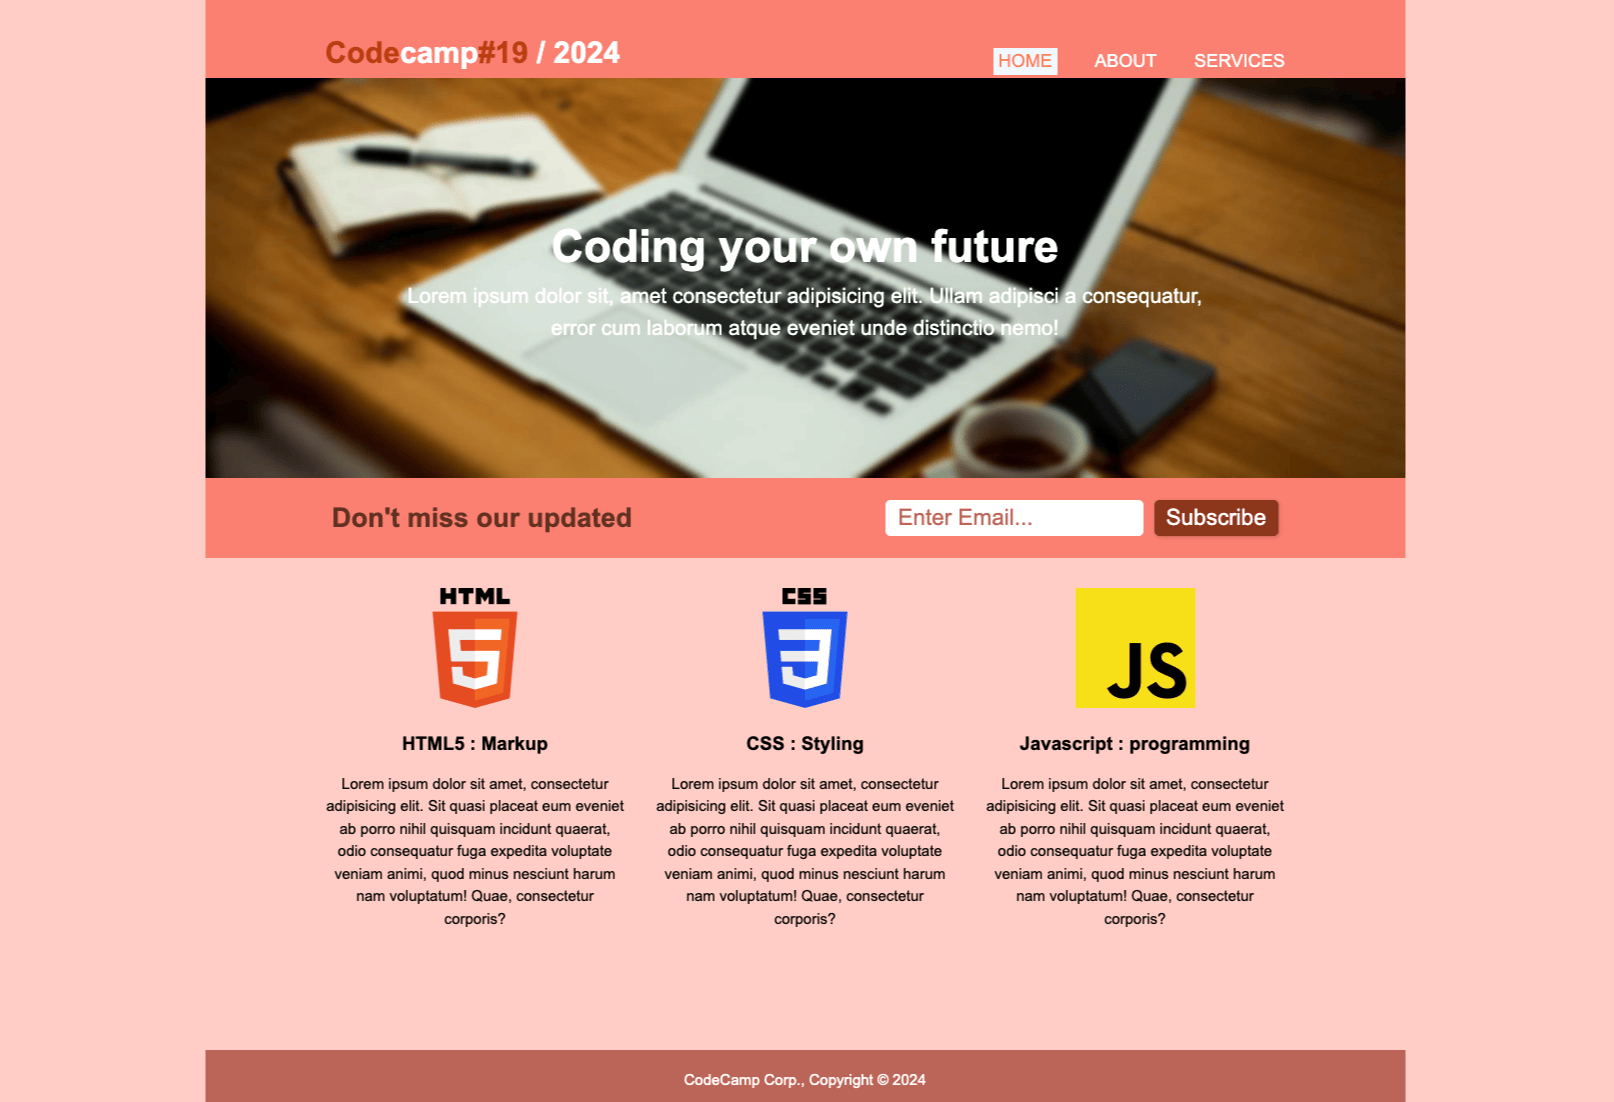 Codecamp#19 / 2024
HOME ABOUT SERVICES
Coding your own future
Lorem ipsum dolor sit, amet consectetur adipisicing elit. Ullam adipisci a consequatur,
error cum laborum atque eveniet unde distinctio nemo!
Don't miss our updated
Enter Email...
Subscribe
HTML
5
HTML5 : Markup
Lorem ipsum dolor sit amet, consectetur
adipisicing elit. Sit quasi placeat eum eveniet
ab porro nihil quisquam incidunt quaerat,
odio consequatur fuga expedita voluptate
veniam animi, quod minus nesciunt harum
nam voluptatum! Quae, consectetur
corporis?
CSS
3
CSS : Styling
Lorem ipsum dolor sit amet, consectetur
adipisicing elit. Sit quasi placeat eum eveniet
ab porro nihil quisquam incidunt quaerat,
odio consequatur fuga expedita voluptate
veniam animi, quod minus nesciunt harum
nam voluptatum! Quae, consectetur
corporis?
JS
Javascript : programming
Lorem ipsum dolor sit amet, consectetur
adipisicing elit. Sit quasi placeat eum eveniet
ab porro nihil quisquam incidunt quaerat,
odio consequatur fuga expedita voluptate
veniam animi, quod minus nesciunt harum
nam voluptatum! Quae, consectetur
corporis?
CodeCamp Corp., Copyright © 2024